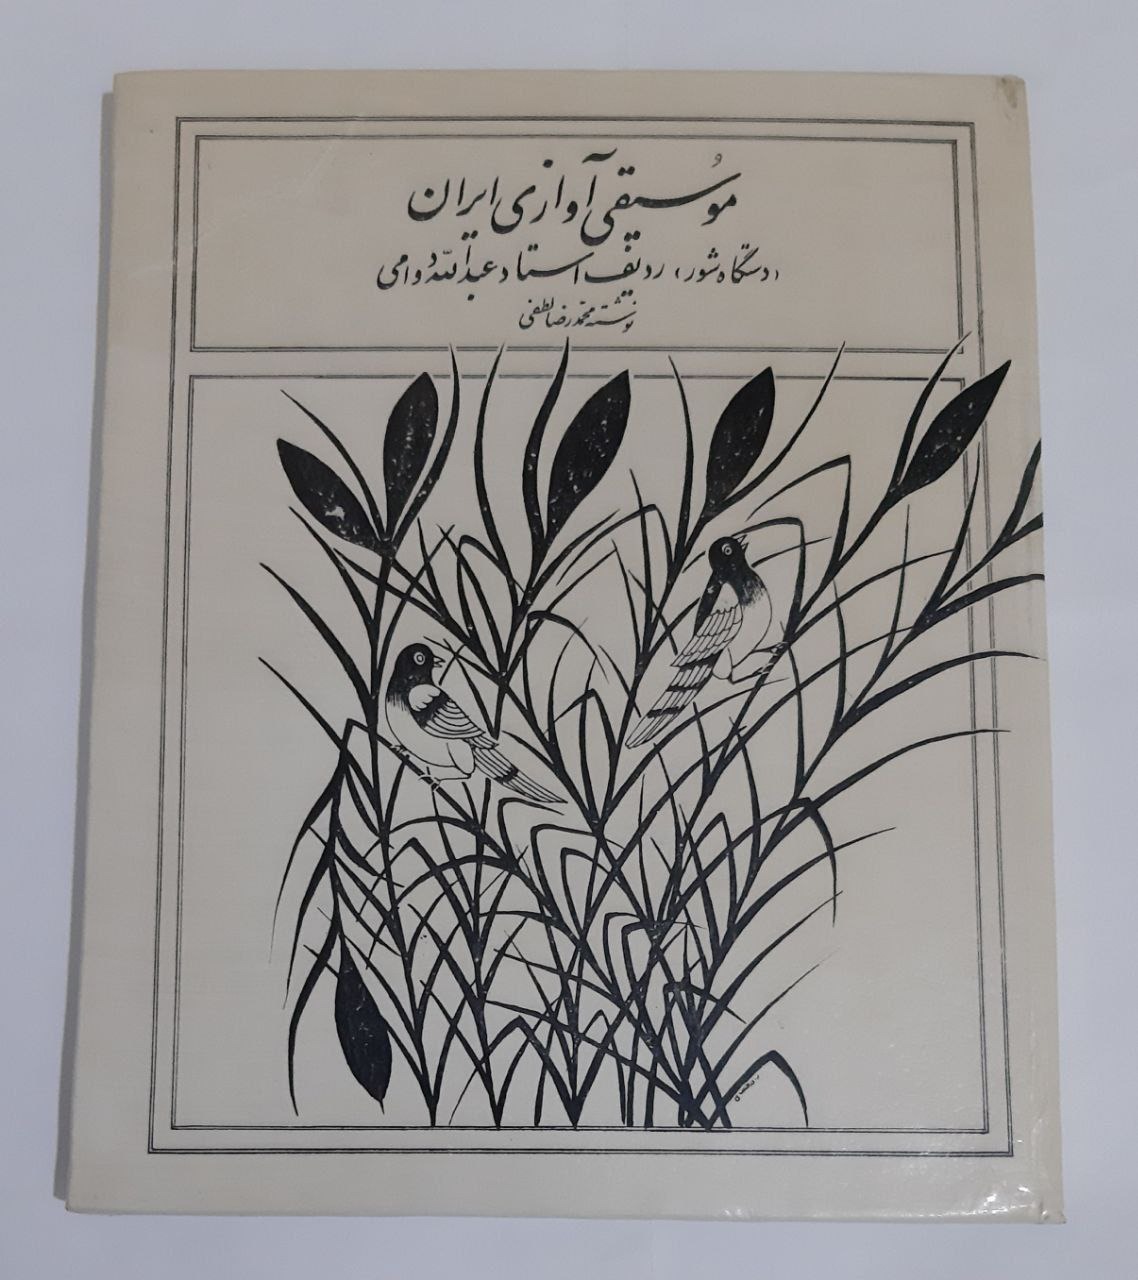 موسیقی آوازی ایران
(دستگاه شور) ردیف استاد عبدالله دوامی
نوشته محمدرضا لطفی